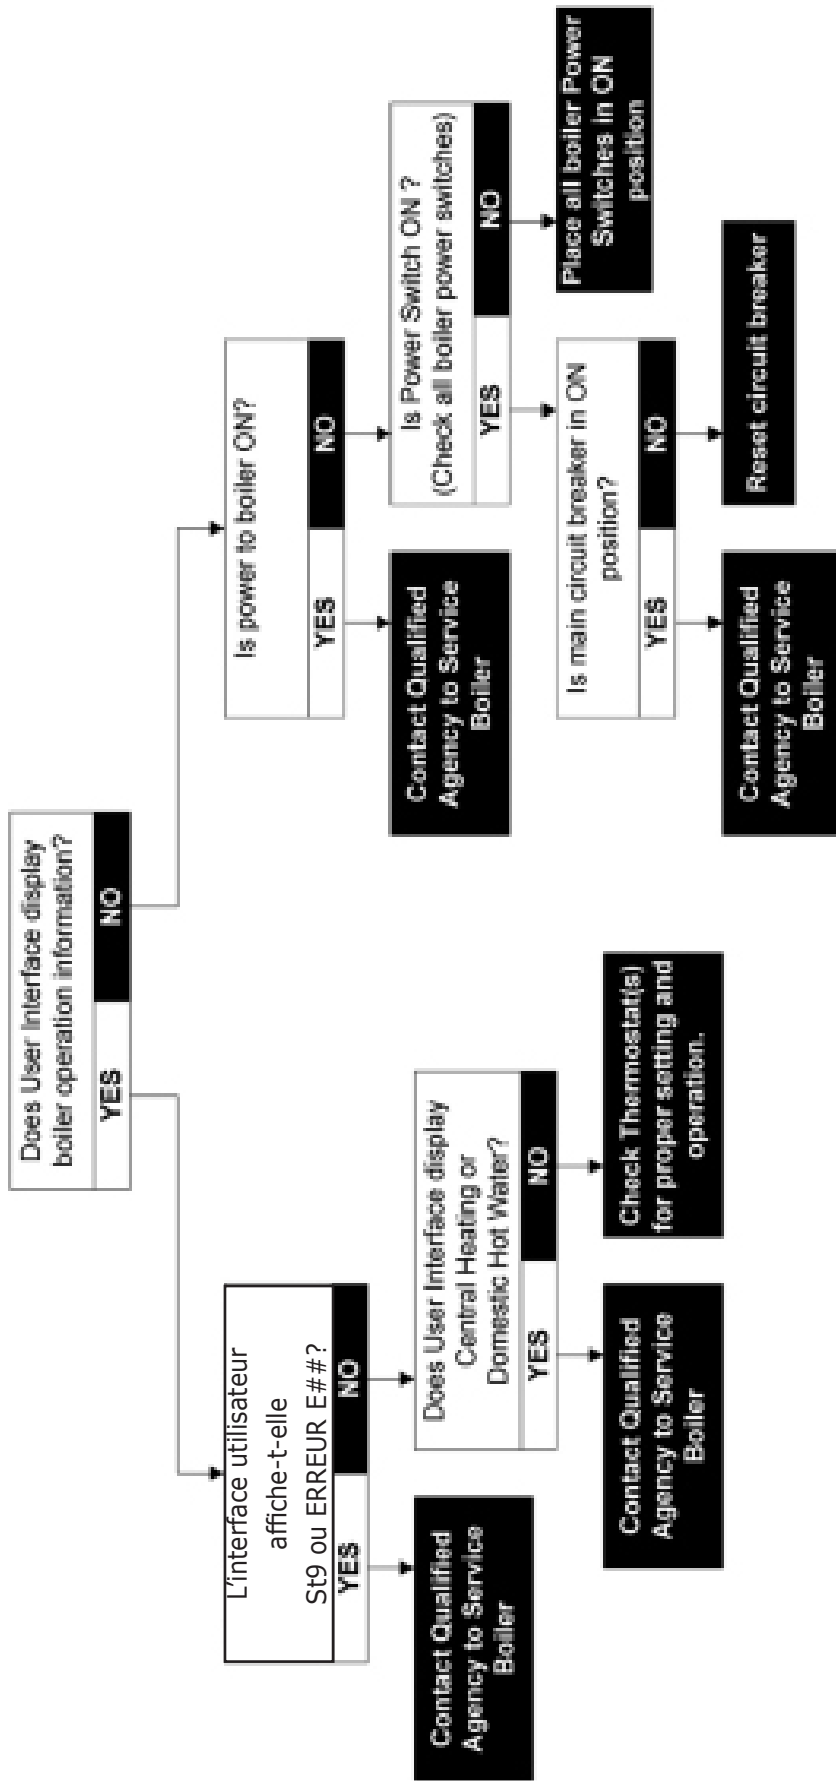 Does User Interface display
boiler operation information?
YES
NO
L'interface utilisateur
affiche-t-elle
St9 ou ERREUR E##?
YES
NO
Contact Qualified
Agency to Service
Boiler
Does User Interface display
Central Heating or
Domestic Hot Water?
YES
NO
Contact Qualified
Agency to Service
Boiler
Check Thermostat(s)
for proper setting and
operation.
Is power to boiler ON?
YES
NO
Contact Qualified
Agency to Service
Boiler
Is Power Switch ON ?
(Check all boiler power switches)
YES
NO
Place all boiler Power
Switches in ON
position
Is main circuit breaker in ON
position?
YES
NO
Contact Qualified
Agency to Service
Boiler
Reset circuit breaker